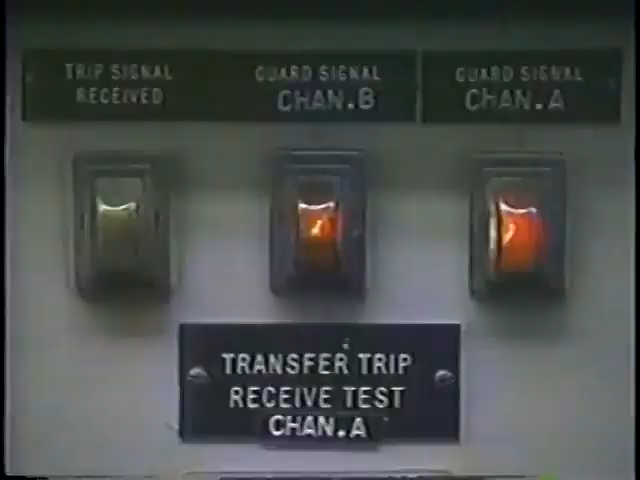 TRIP SIGNAL
RECEIVED
GUARD SIGNAL
CHAN.B
GUARD SIGNAL
CHAN.A
TRANSFER TRIP
RECEIVE TEST
CHAN.A